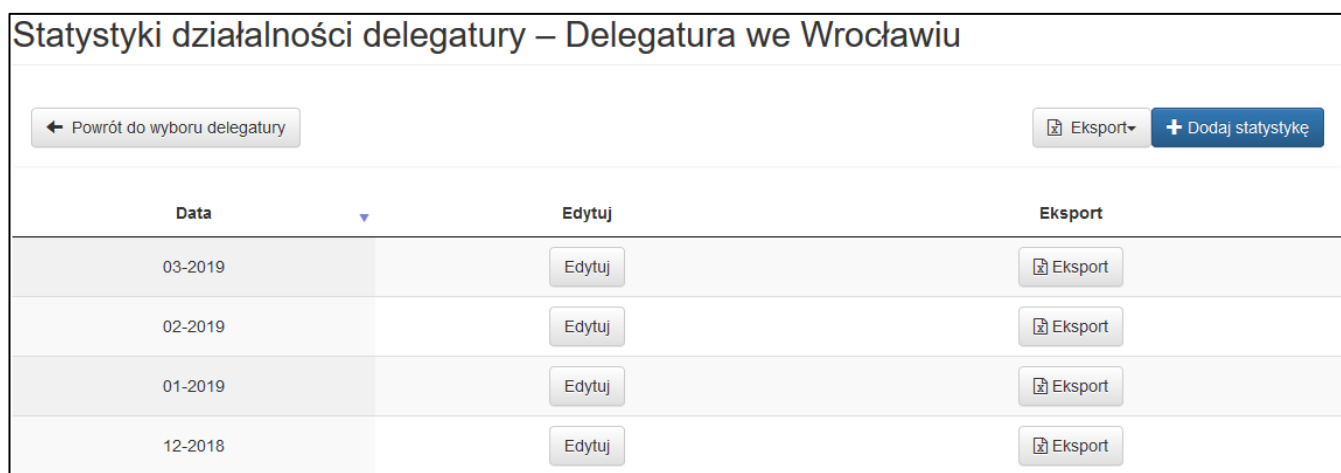 Statystyki działalności delegatury – Delegatura we Wrocławiu
Powrót do wyboru delegatury Eksport Dodaj statystykę
Data Edytuj Eksport
03-2019 Edytuj Eksport
02-2019 Edytuj Eksport
01-2019 Edytuj Eksport
12-2018 Edytuj Eksport